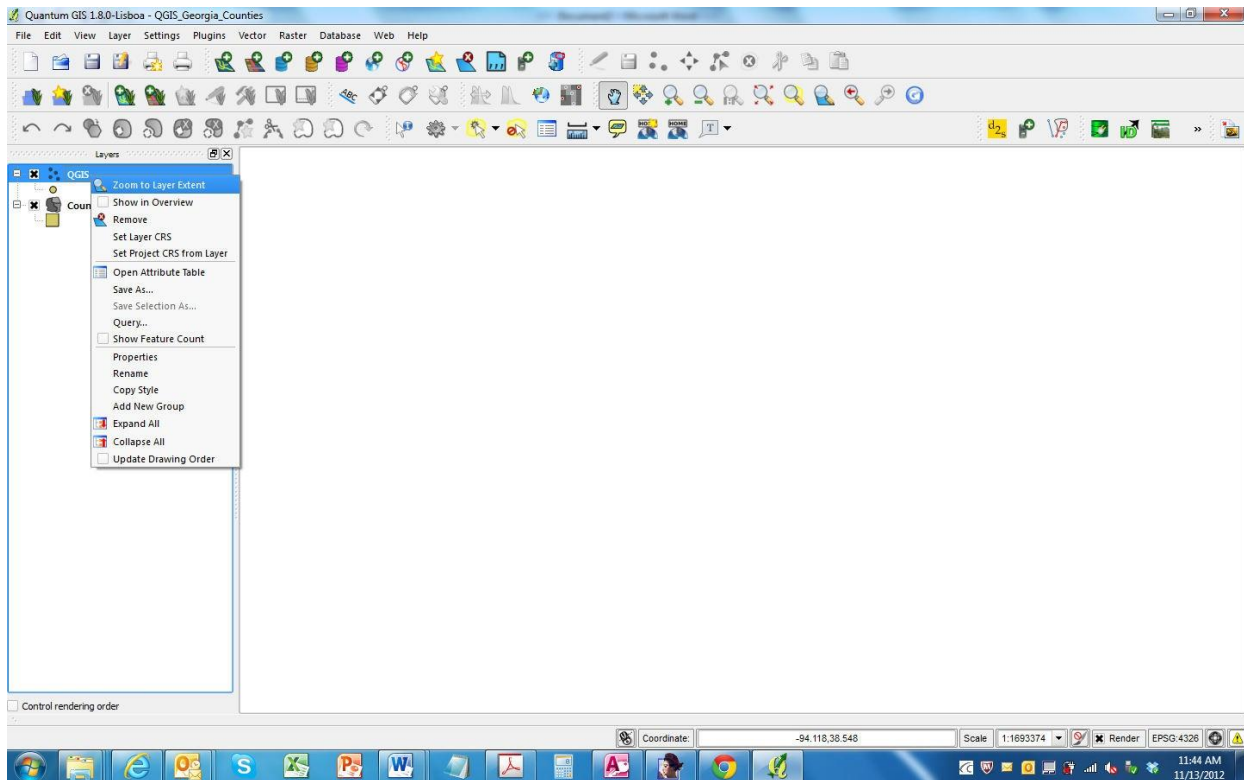 Quantum GIS 1.8.0-Lisboa - QGIS_Georgia_Counties
File Edit View Layer Settings Plugins Vector Raster Database Web Help
Layers
QGIS
Coun
Zoom to Layer Extent
Show in Overview
Remove
Set Layer CRS
Set Project CRS from Layer
Open Attribute Table
Save As...
Save Selection As...
Query...
Show Feature Count
Properties
Rename
Copy Style
Add New Group
Expand All
Collapse All
Update Drawing Order
Control rendering order
Coordinate: -94.118,38.548 Scale 1:1693374 Render EPSG:4326
11:44 AM
11/13/2012